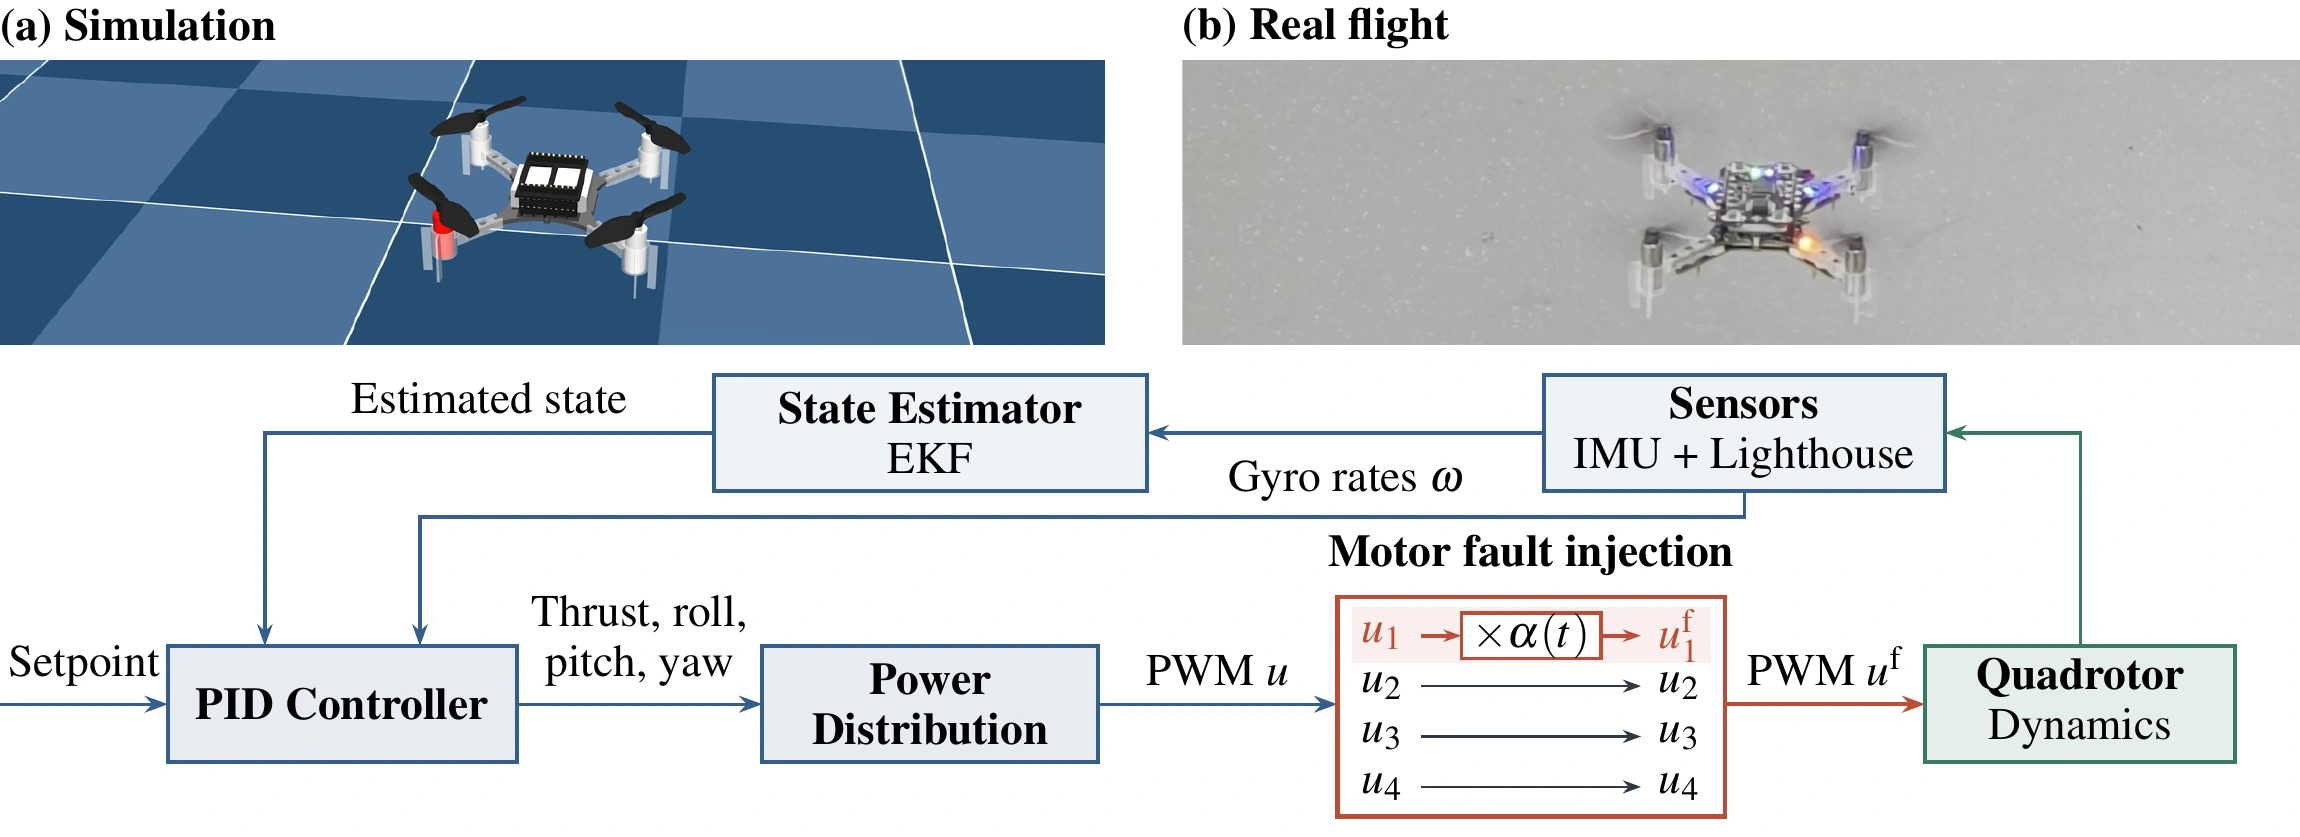 (a) Simulation
(b) Real flight
Estimated state
State Estimator
EKF
Sensors
IMU + Lighthouse
Gyro rates ω
Motor fault injection
Setpoint
PID Controller
Thrust, roll,
pitch, yaw
Power
Distribution
PWM u
u₁ ×α(t) u₁ᶠ
u₂ u₂
u₃ u₃
u₄ u₄
PWM uᶠ
Quadrotor
Dynamics